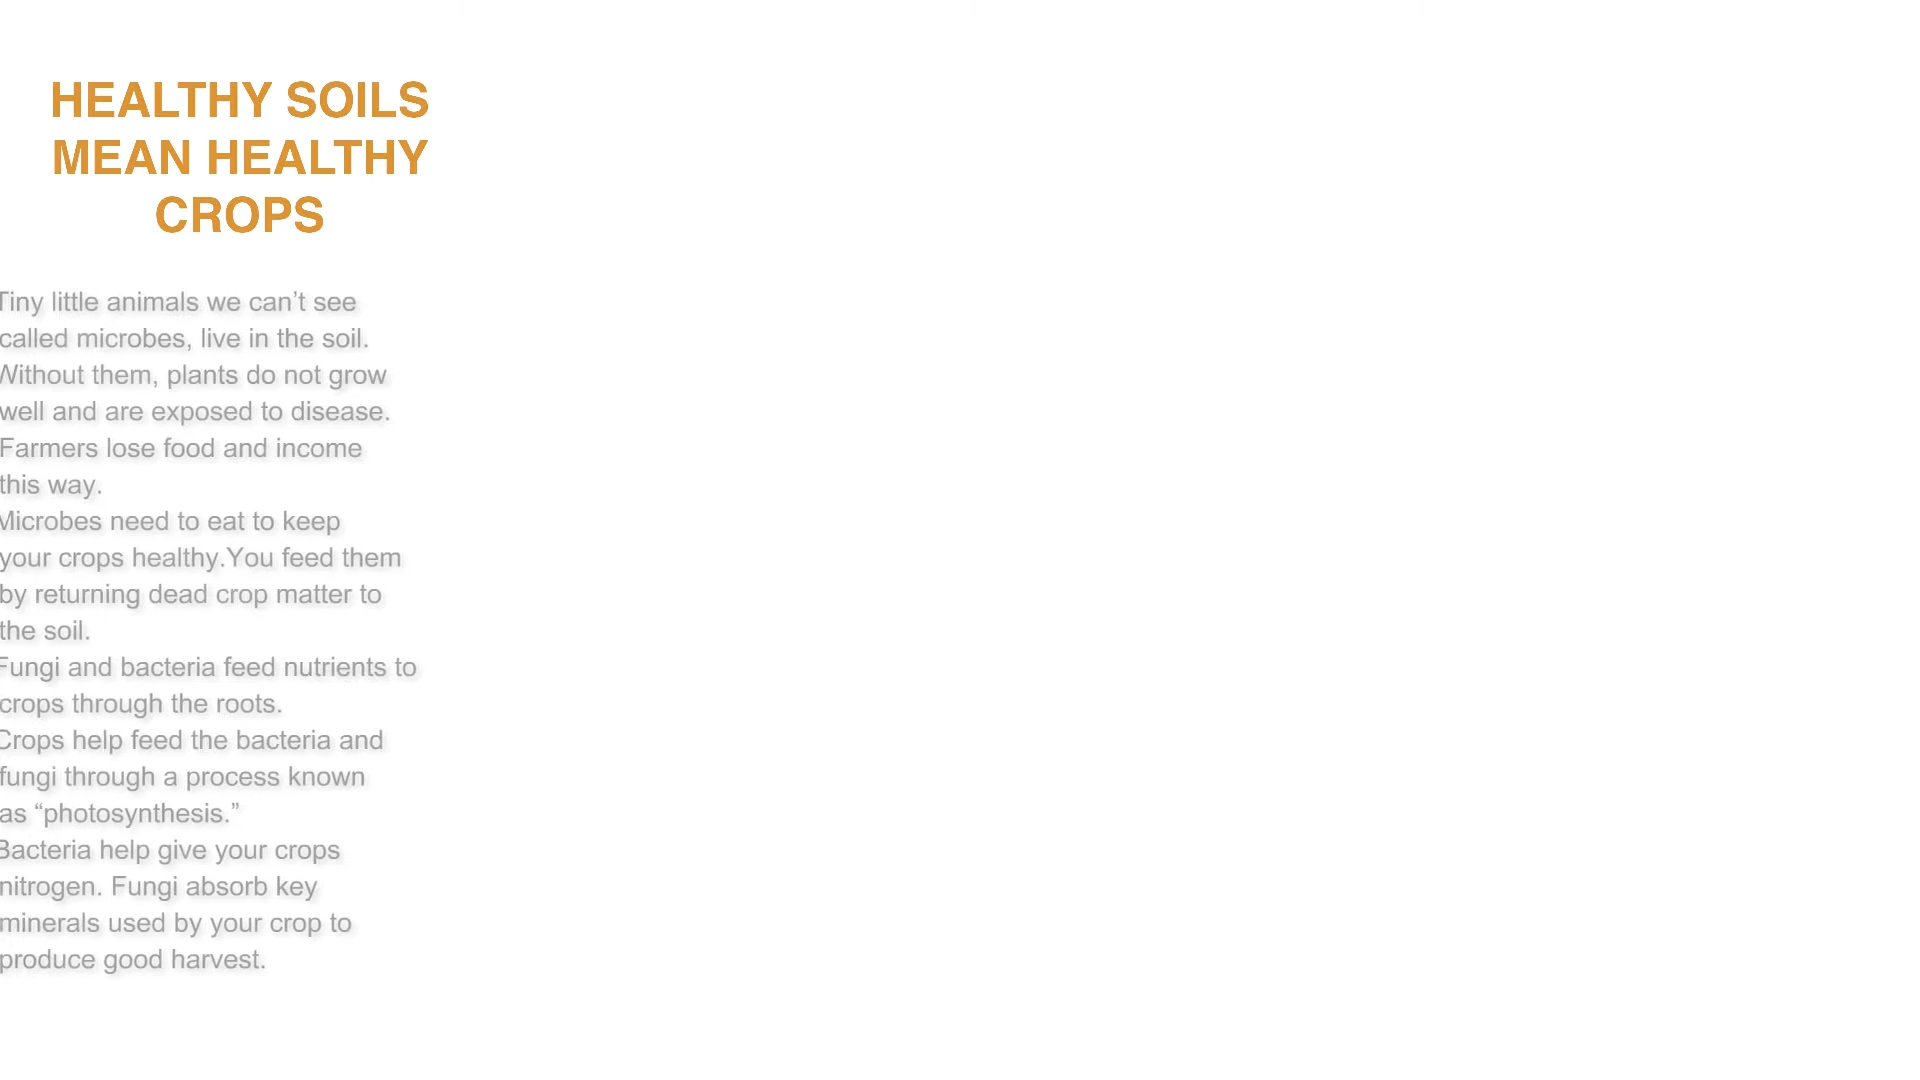 HEALTHY SOILS
MEAN HEALTHY
CROPS
Tiny little animals we can’t see
called microbes, live in the soil.
Without them, plants do not grow
well and are exposed to disease.
Farmers lose food and income
this way.
Microbes need to eat to keep
your crops healthy.You feed them
by returning dead crop matter to
the soil.
Fungi and bacteria feed nutrients to
crops through the roots.
Crops help feed the bacteria and
fungi through a process known
as “photosynthesis.”
Bacteria help give your crops
nitrogen. Fungi absorb key
minerals used by your crop to
produce good harvest.